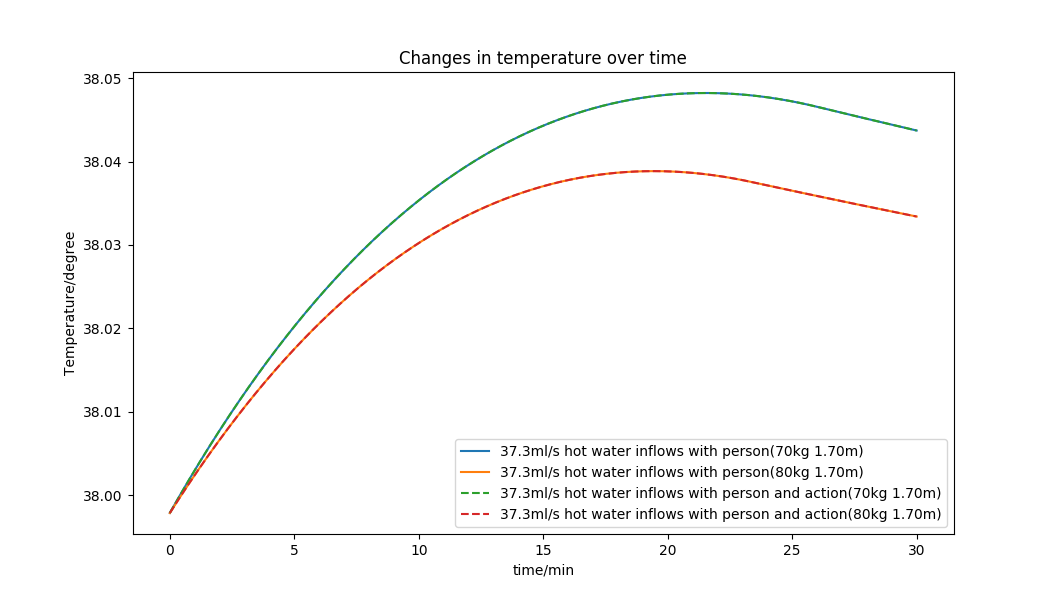 Changes in temperature over time
38.05
38.04
38.03
38.02
38.01
38.00
Temperature/degree
37.3ml/s hot water inflows with person(70kg 1.70m)
37.3ml/s hot water inflows with person(80kg 1.70m)
37.3ml/s hot water inflows with person and action(70kg 1.70m)
37.3ml/s hot water inflows with person and action(80kg 1.70m)
0 5 10 15 20 25 30
time/min